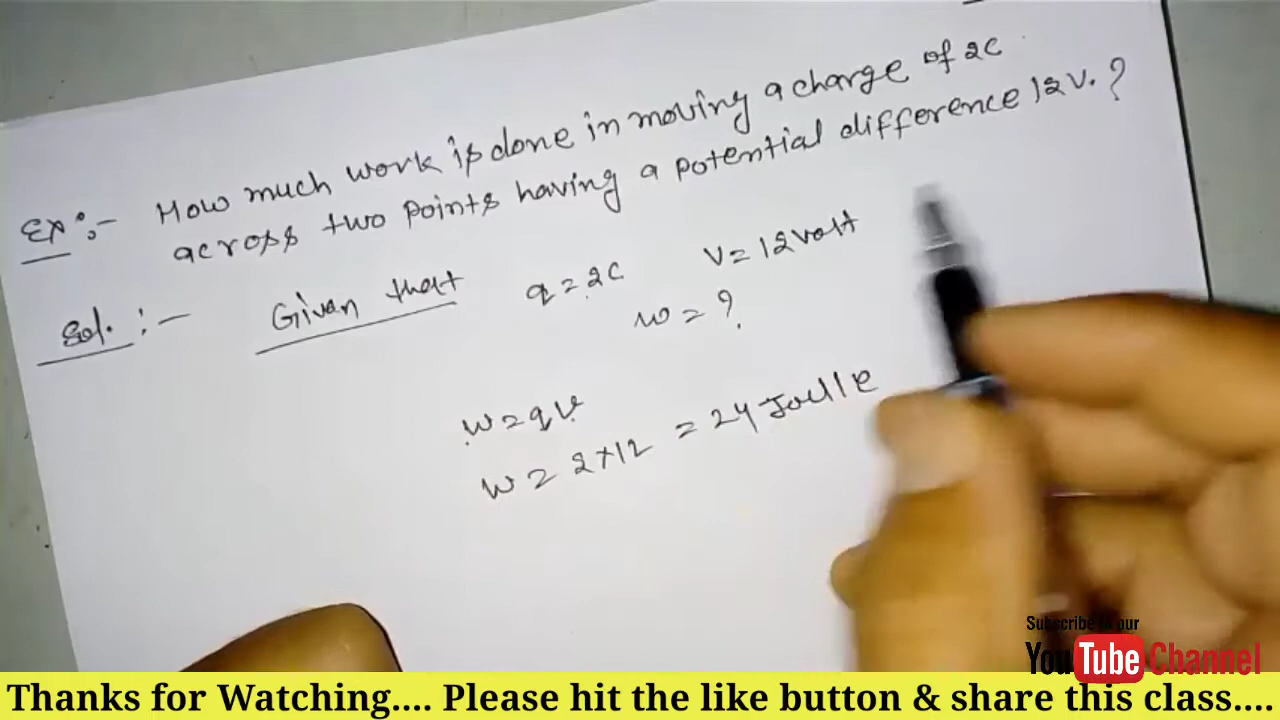 Ex:- How much work is done in moving a charge of 2C
across two points having a potential difference 12V.?
Sol. :- Given that q = 2C V = 12 Volt
w = ?
w = qV
w = 2×12 = 24 Joulle
Subscribe to our
YouTube Channel
Thanks for Watching.... Please hit the like button & share this class....